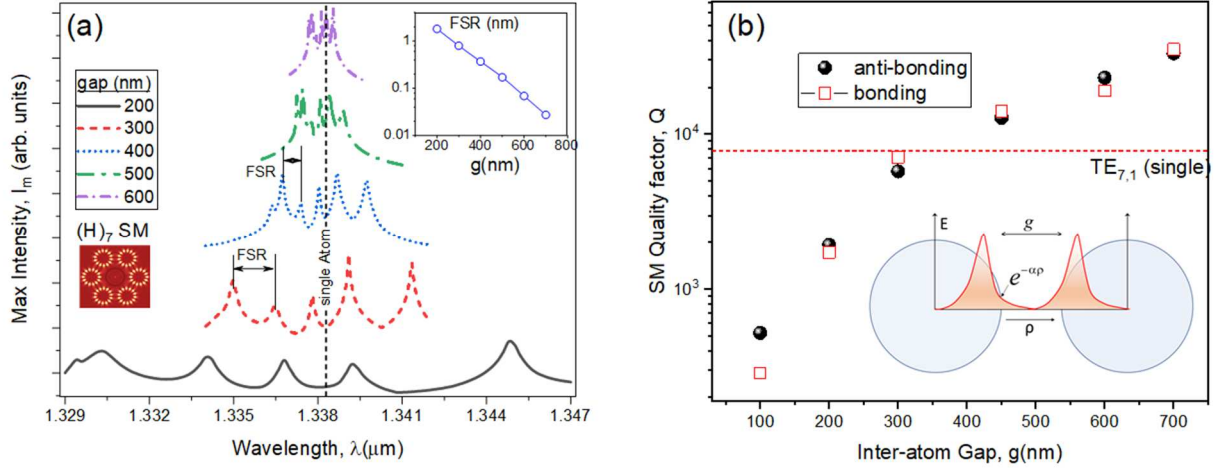 (a)
gap (nm)
200
300
400
500
600
(H)7 SM
FSR
FSR
single Atom
FSR (nm)
1
0.1
0.01
200 400 600 800
g(nm)
Max Intensity, Im (arb. units)
1.329 1.332 1.335 1.338 1.341 1.344 1.347
Wavelength, λ(μm)
(b)
anti-bonding
bonding
TE7,1 (single)
E
g
e^-αρ
ρ
10^4
10^3
SM Quality factor, Q
100 200 300 400 500 600 700
Inter-atom Gap, g(nm)